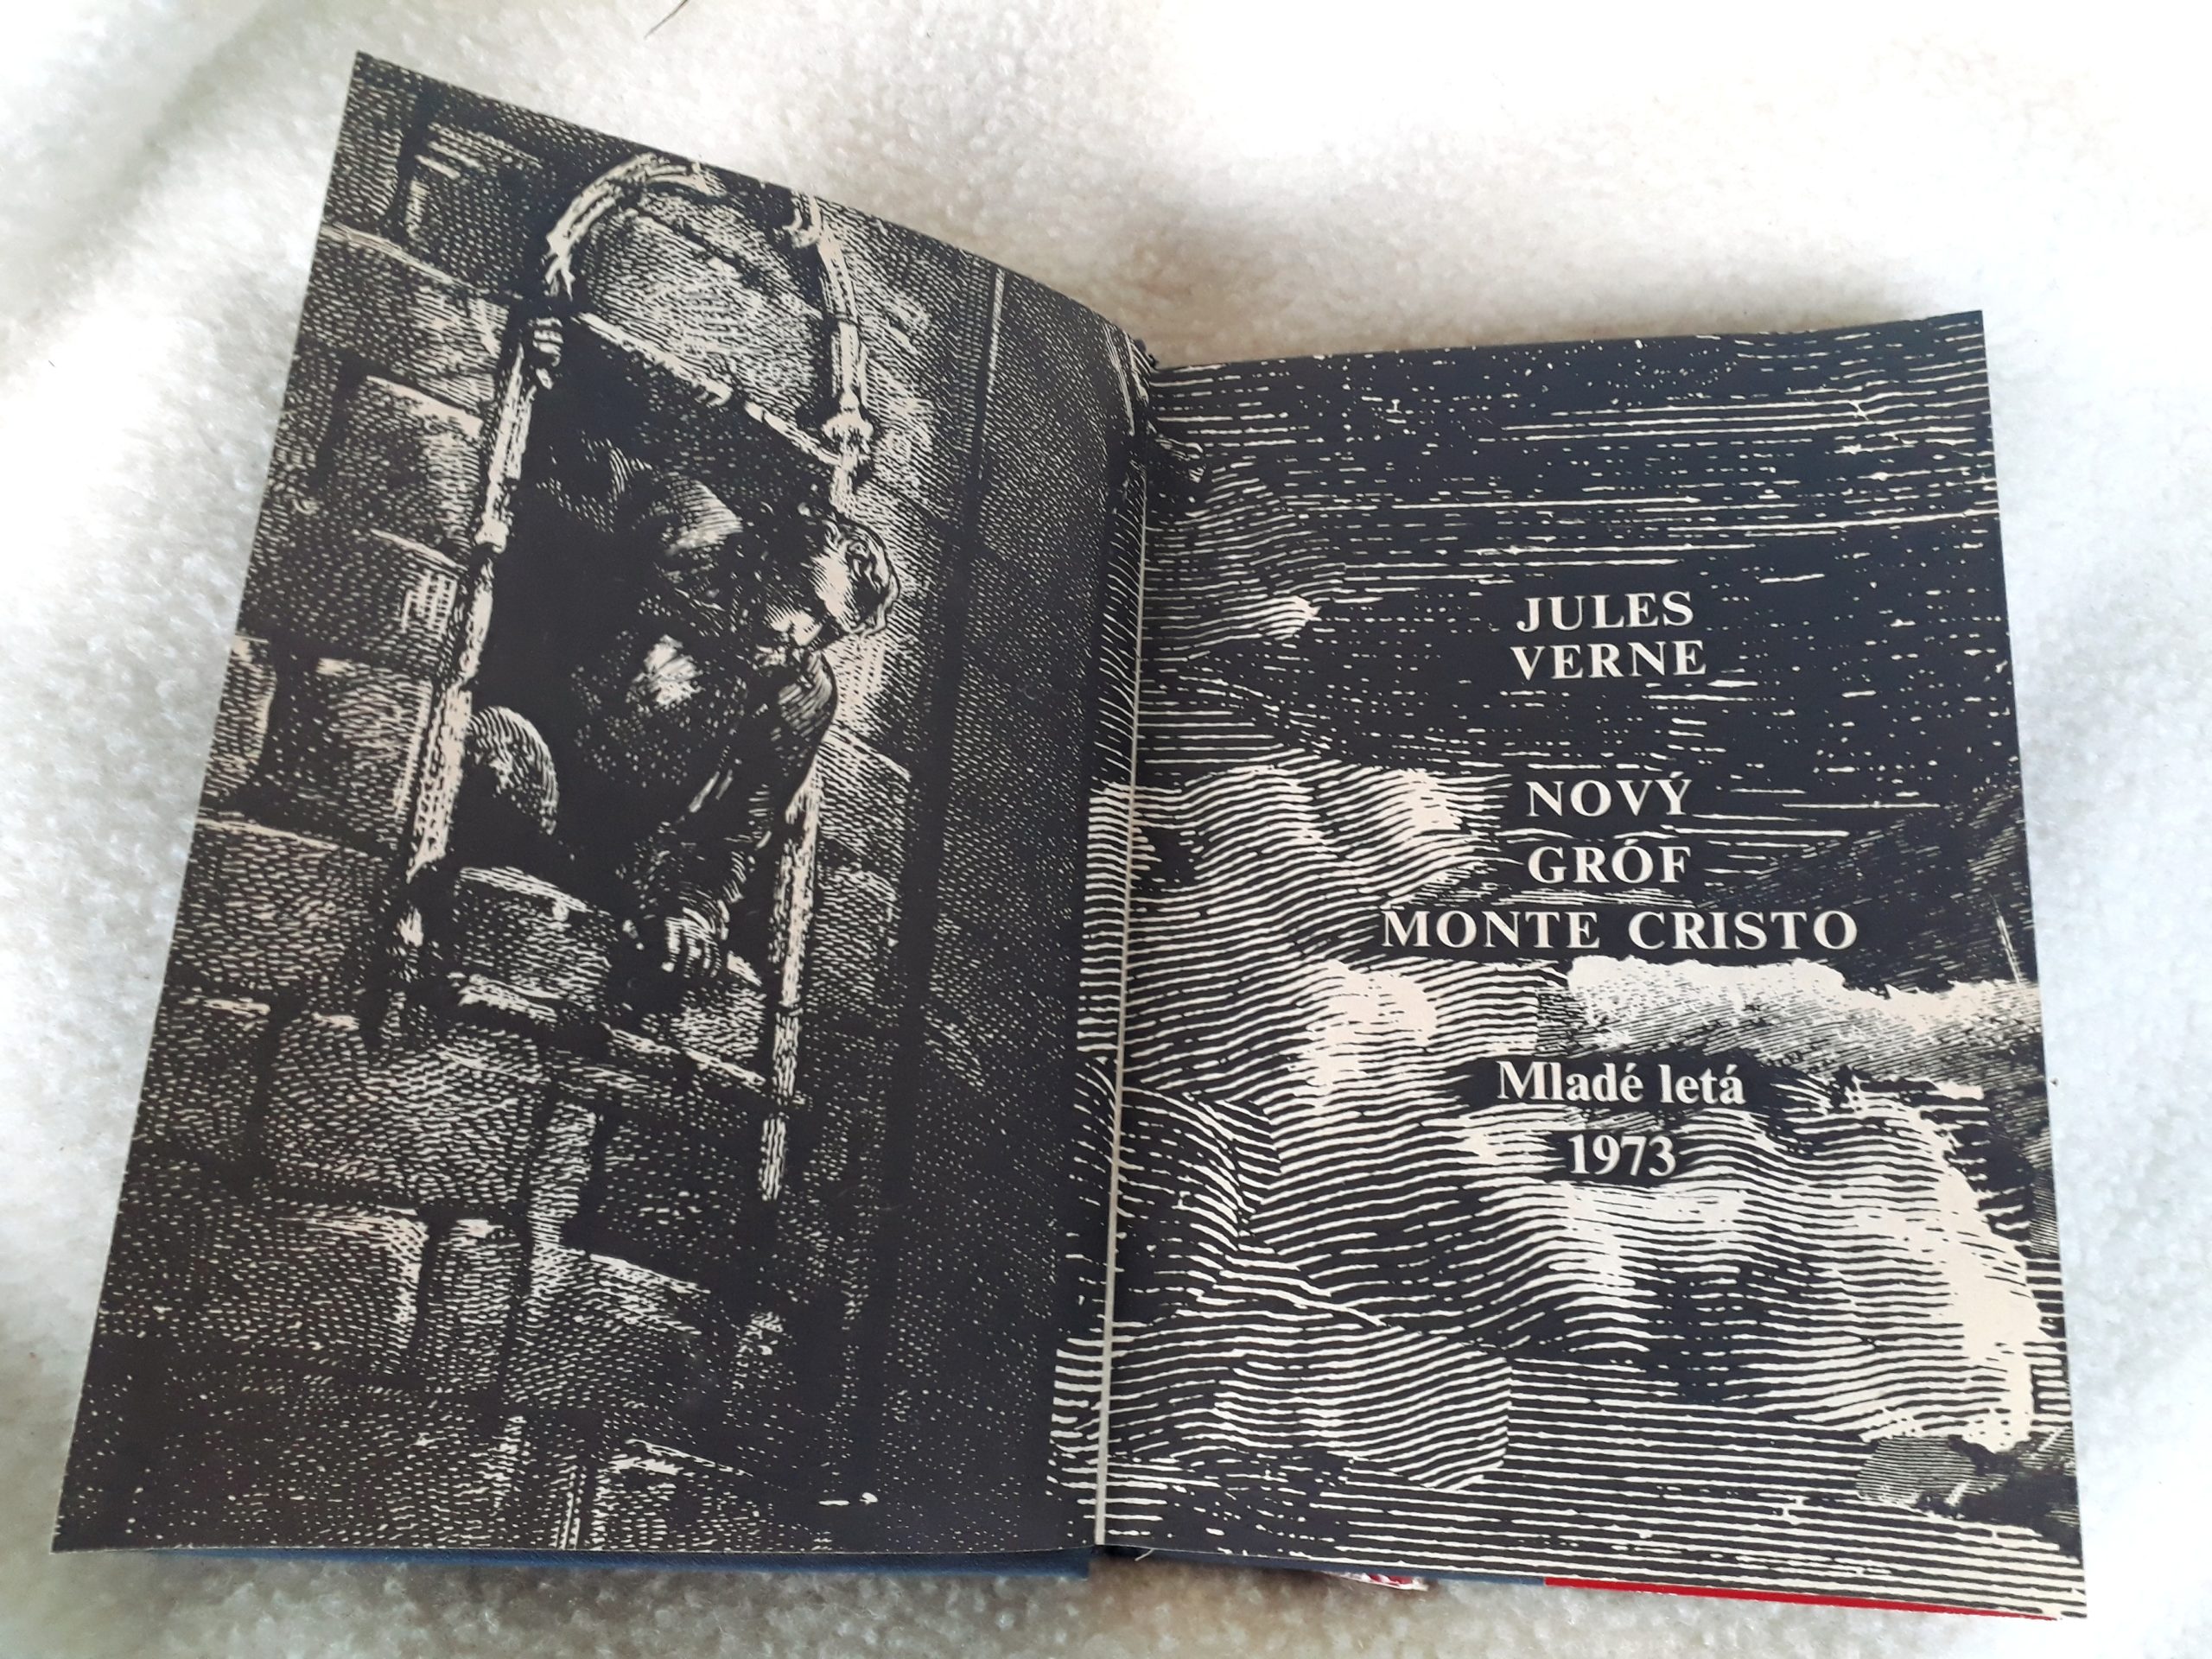 JULES
VERNE
NOVÝ
GRÓF
MONTE CRISTO
Mladé letá
1973